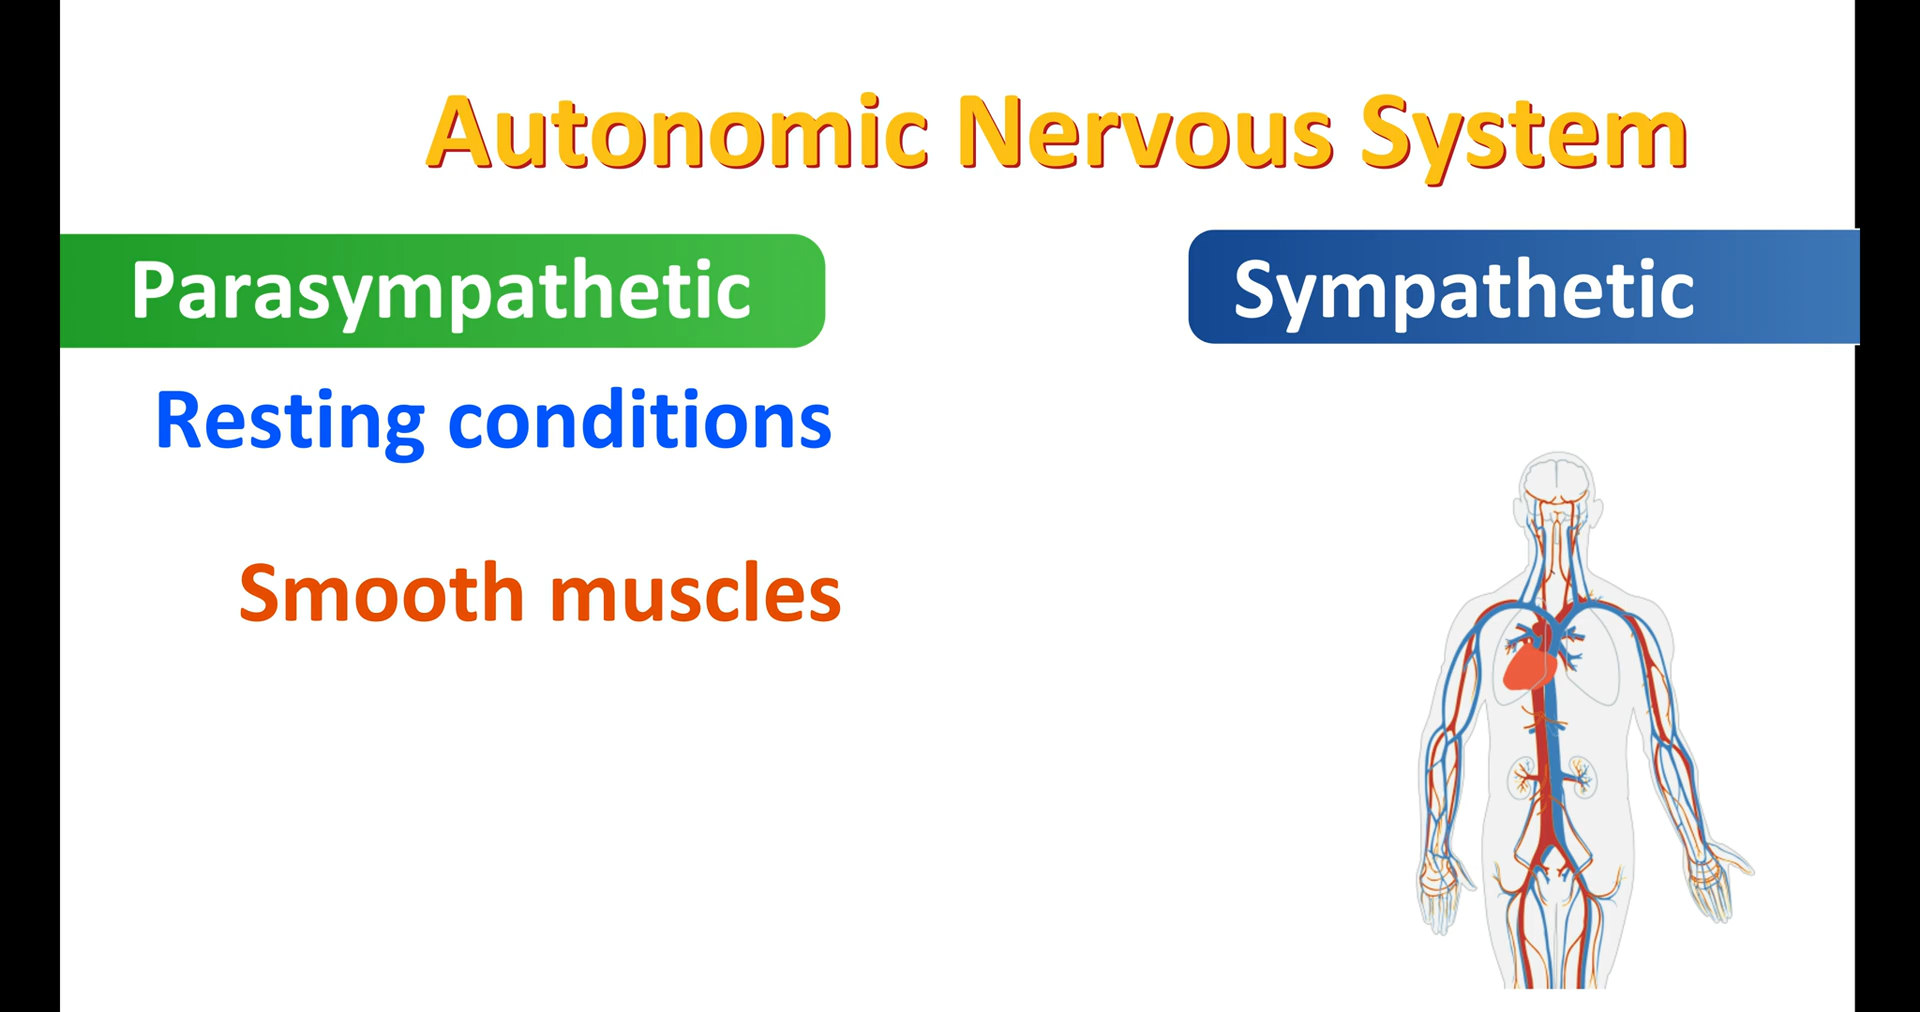 Autonomic Nervous System
Parasympathetic
Sympathetic
Resting conditions
Smooth muscles